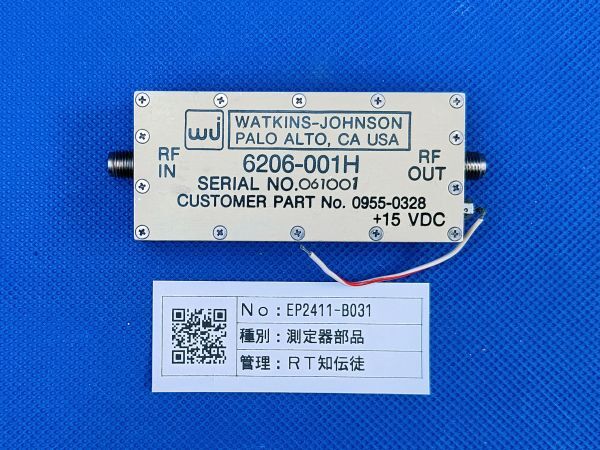 wj
WATKINS-JOHNSON
PALO ALTO, CA USA
RF
IN
6206-001H
RF
OUT
SERIAL NO.061001
CUSTOMER PART No. 0955-0328
+15 VDC
No:EP2411-B031
種別:測定器部品
管理:RT知伝徒